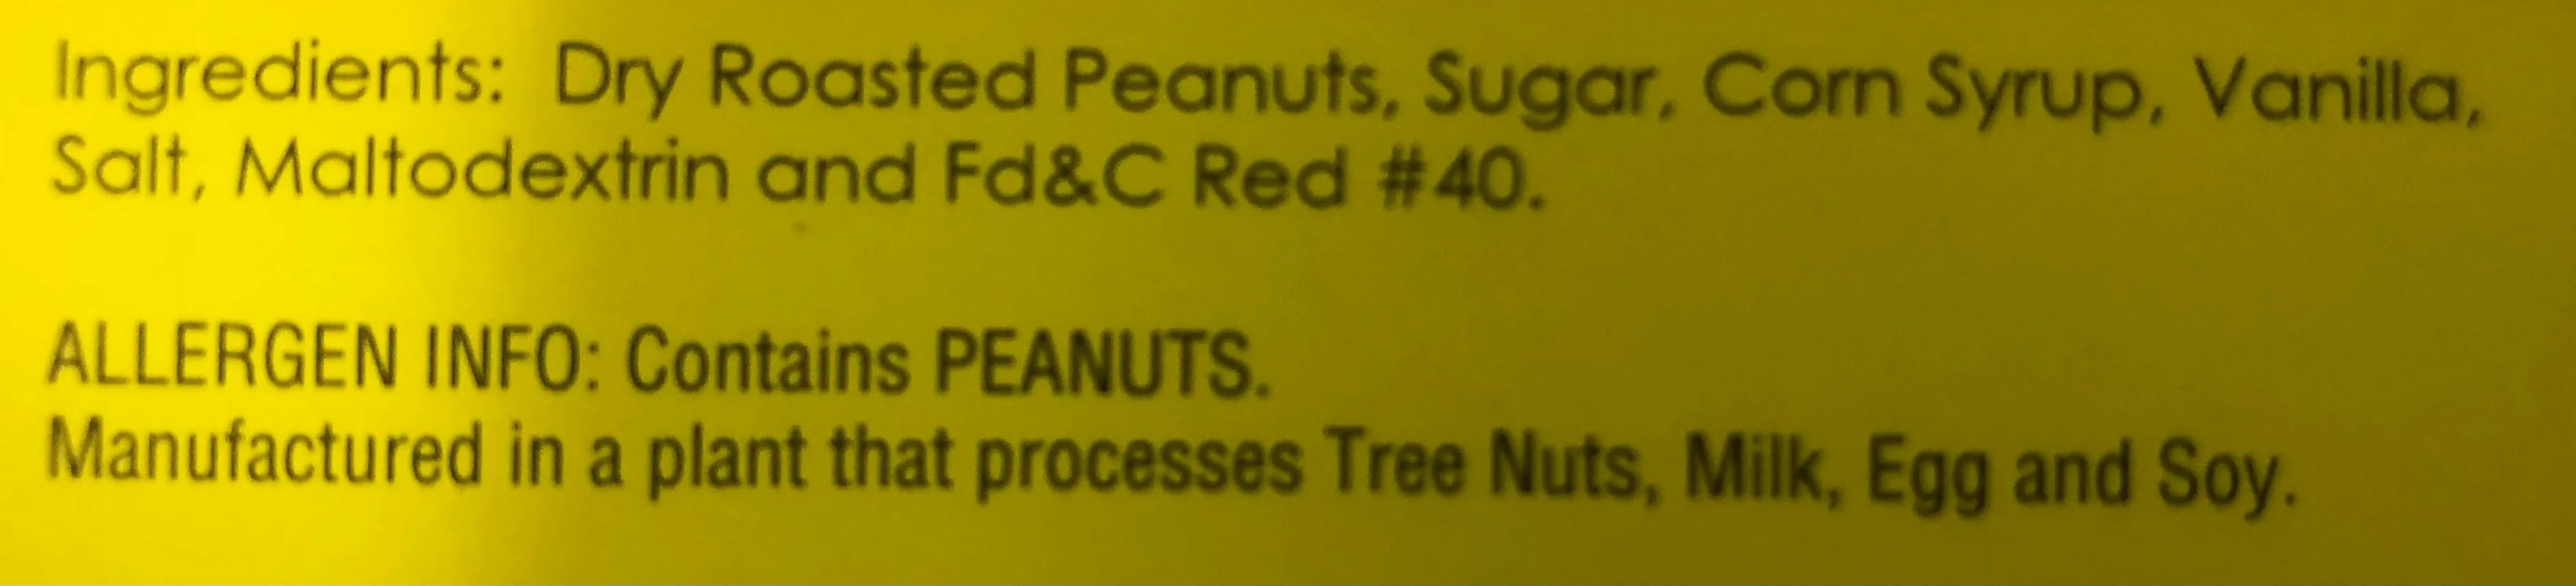 Ingredients: Dry Roasted Peanuts, Sugar, Corn Syrup, Vanilla,
Salt, Maltodextrin and Fd&C Red #40.
ALLERGEN INFO: Contains PEANUTS.
Manufactured in a plant that processes Tree Nuts, Milk, Egg and Soy.